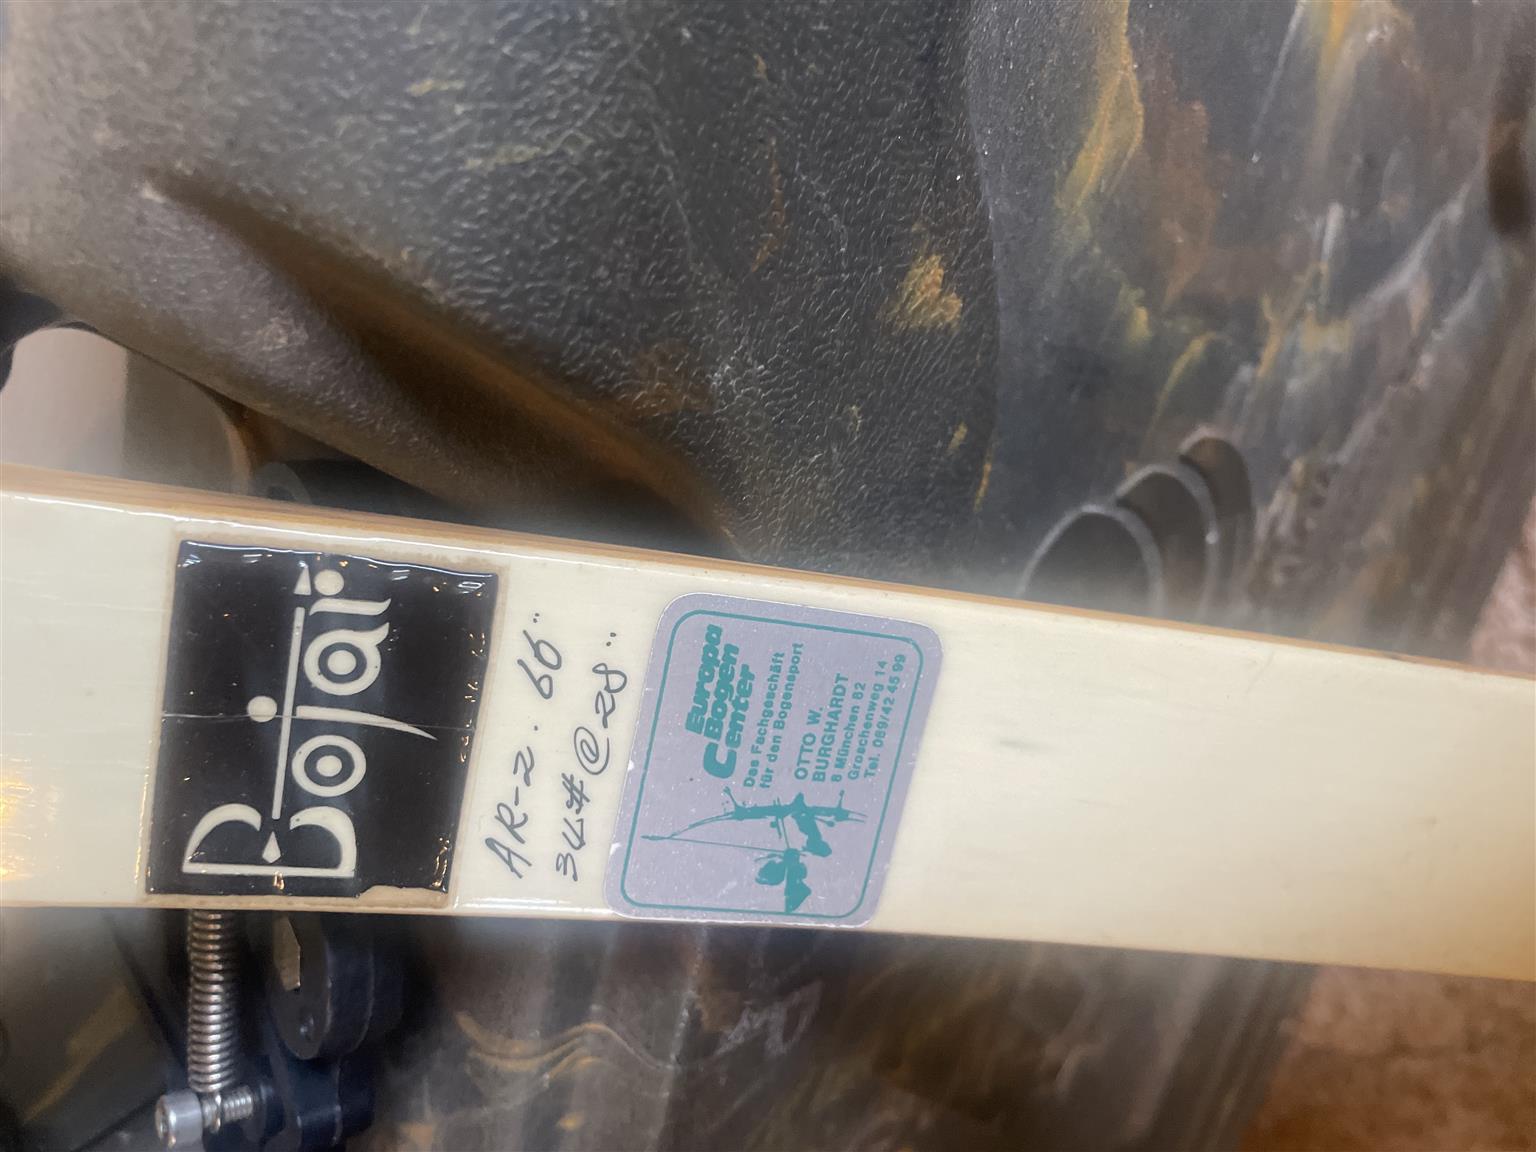 Bojar
AR-2. 66"
34#@28"
Europa
Bogen
Center
Das Fachgeschäft
für den Bogensport
OTTO W.
BURGHARDT
8 München 82
Groschenweg 14
Tel. 089/42 45 99